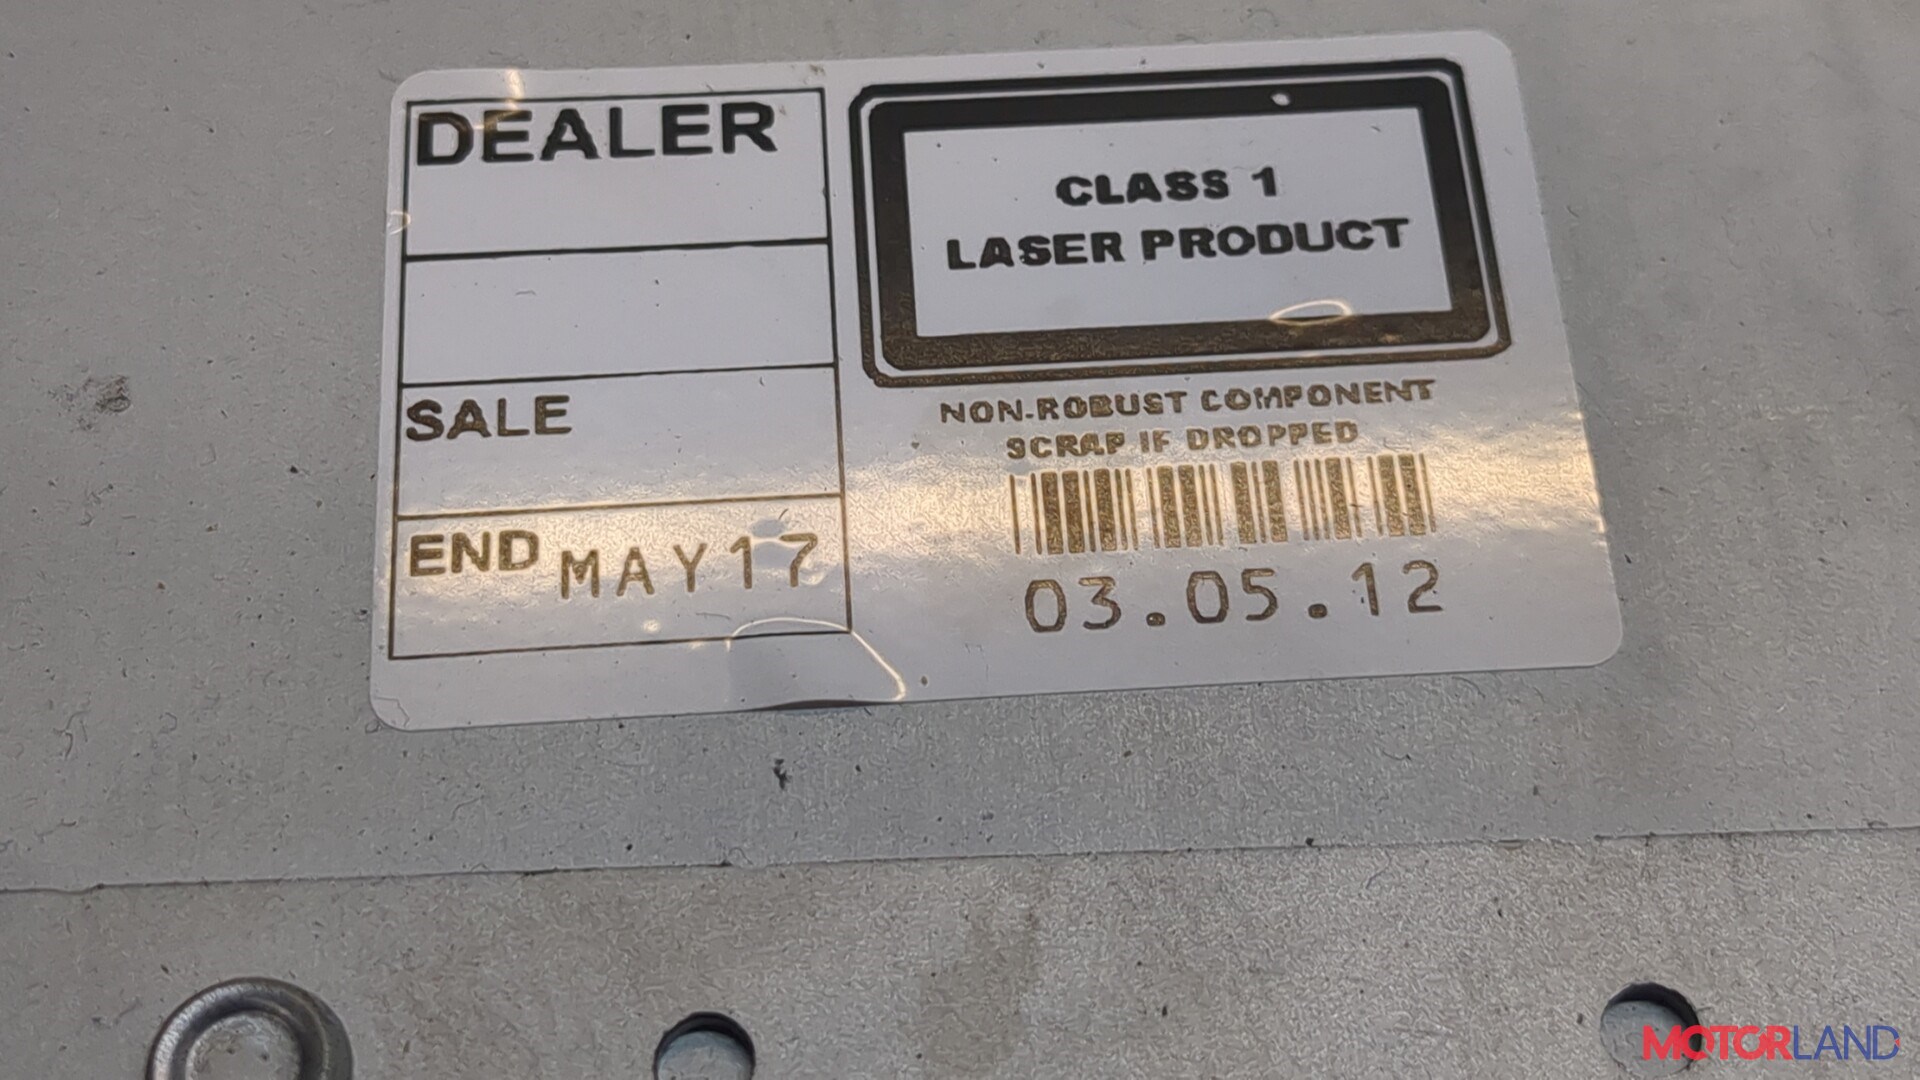 DEALER
SALE
END MAY17
CLASS 1
LASER PRODUCT
NON-ROBUST COMPONENT
SCRAP IF DROPPED
03.05.12
MOTORLAND